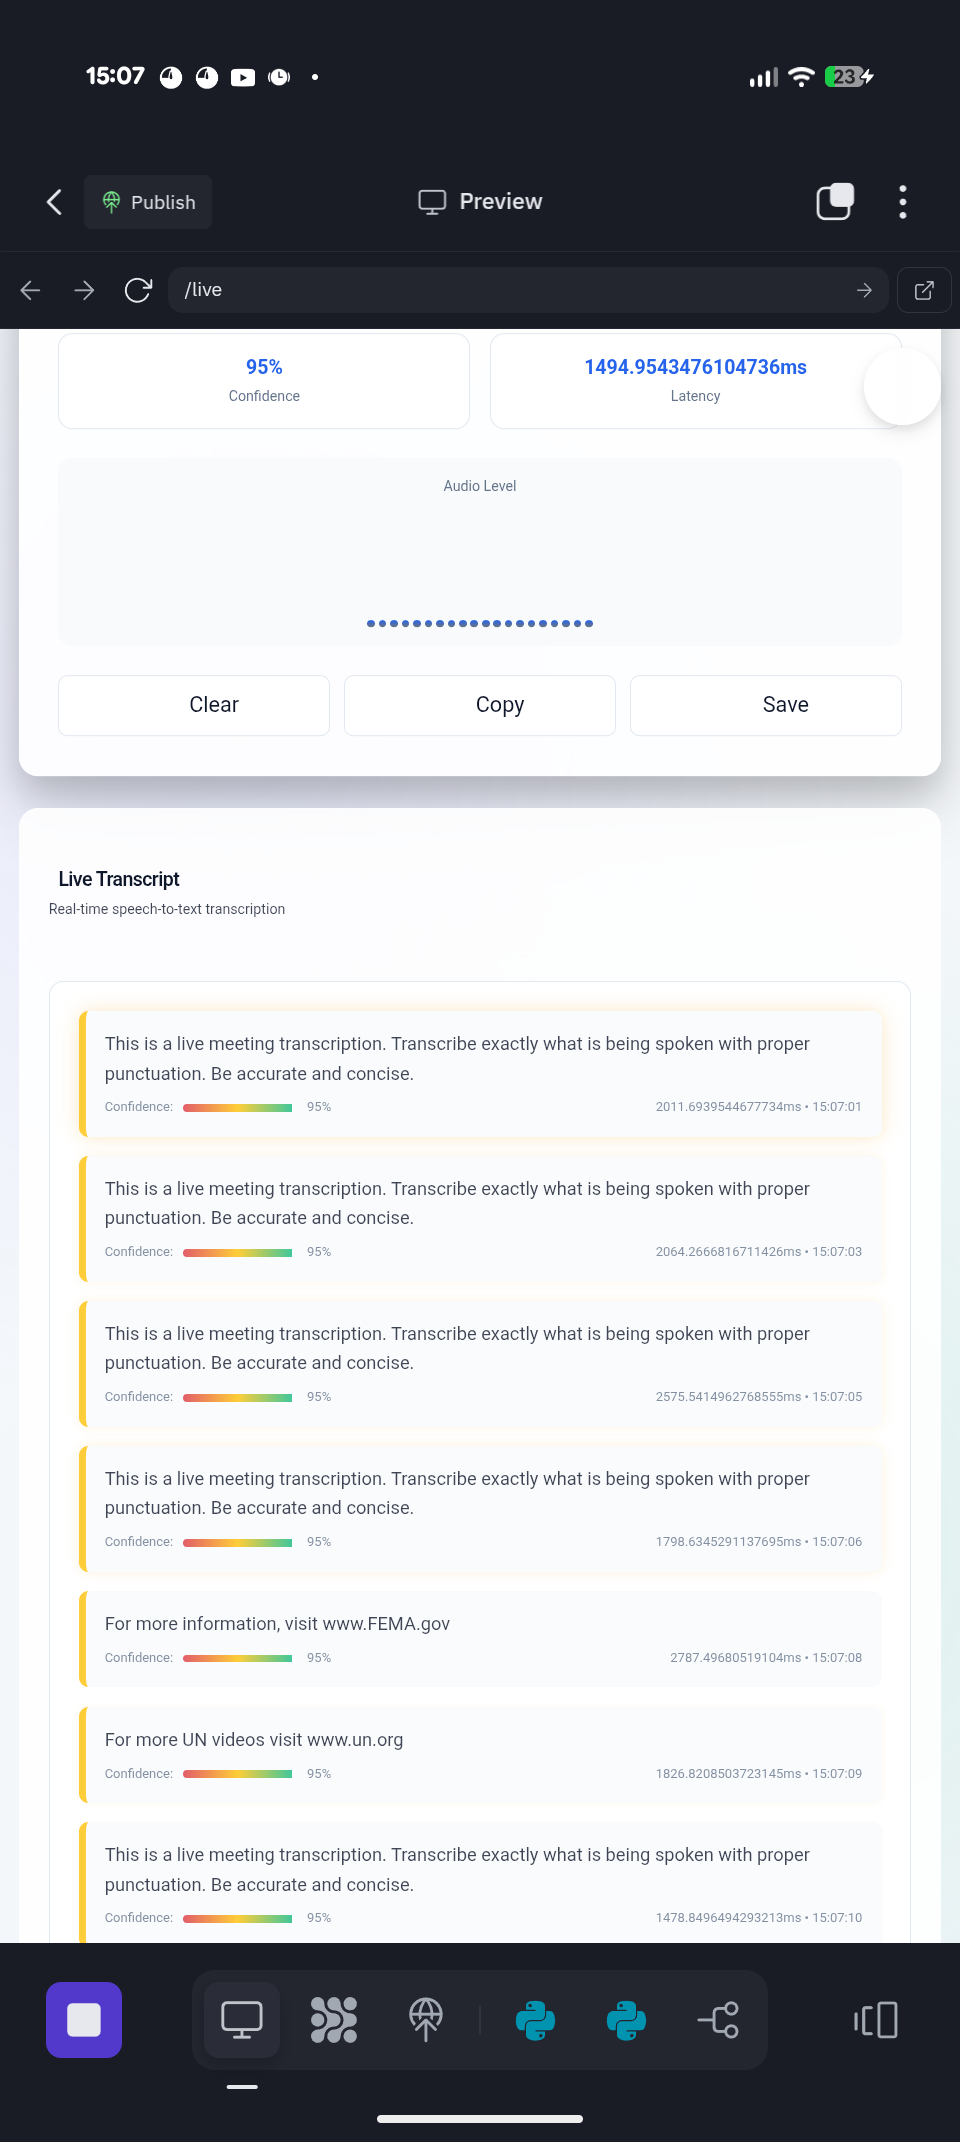 15:07
23
Publish
Preview
/live
95%
Confidence
1494.9543476104736ms
Latency
Audio Level
Clear
Copy
Save
Live Transcript
Real-time speech-to-text transcription
This is a live meeting transcription. Transcribe exactly what is being spoken with proper
punctuation. Be accurate and concise.
Confidence: 95% 2011.6939544677734ms • 15:07:01
This is a live meeting transcription. Transcribe exactly what is being spoken with proper
punctuation. Be accurate and concise.
Confidence: 95% 2064.2666816711426ms • 15:07:03
This is a live meeting transcription. Transcribe exactly what is being spoken with proper
punctuation. Be accurate and concise.
Confidence: 95% 2575.5414962768555ms • 15:07:05
This is a live meeting transcription. Transcribe exactly what is being spoken with proper
punctuation. Be accurate and concise.
Confidence: 95% 1798.6345291137695ms • 15:07:06
For more information, visit www.FEMA.gov
Confidence: 95% 2787.49680519104ms • 15:07:08
For more UN videos visit www.un.org
Confidence: 95% 1826.8208503723145ms • 15:07:09
This is a live meeting transcription. Transcribe exactly what is being spoken with proper
punctuation. Be accurate and concise.
Confidence: 95% 1478.8496494293213ms • 15:07:10